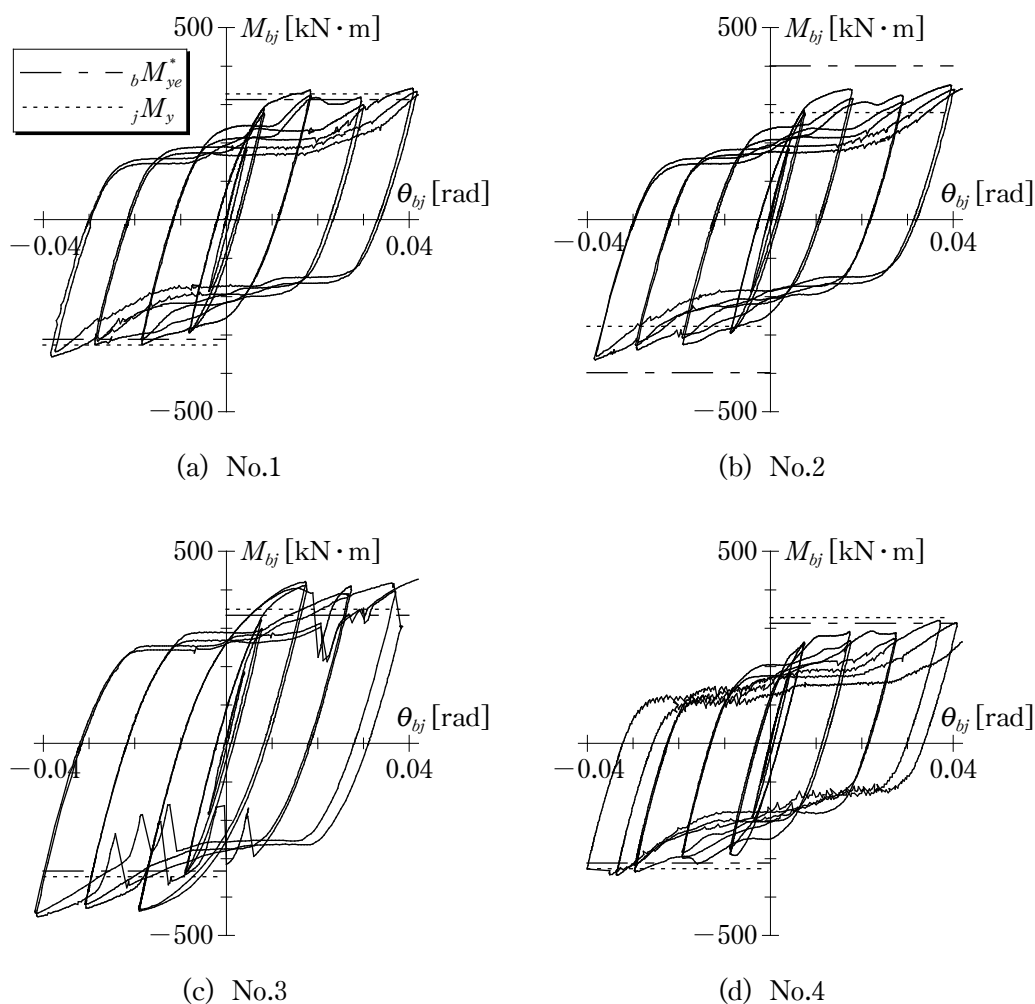 500 M_bj [kN·m]
_bM*_ye
_jM_y
θ_bj [rad]
−0.04 0.04
−500
(a) No.1
500 M_bj [kN·m]
θ_bj [rad]
−0.04 0.04
−500
(b) No.2
500 M_bj [kN·m]
θ_bj [rad]
−0.04 0.04
−500
(c) No.3
500 M_bj [kN·m]
θ_bj [rad]
−0.04 0.04
−500
(d) No.4